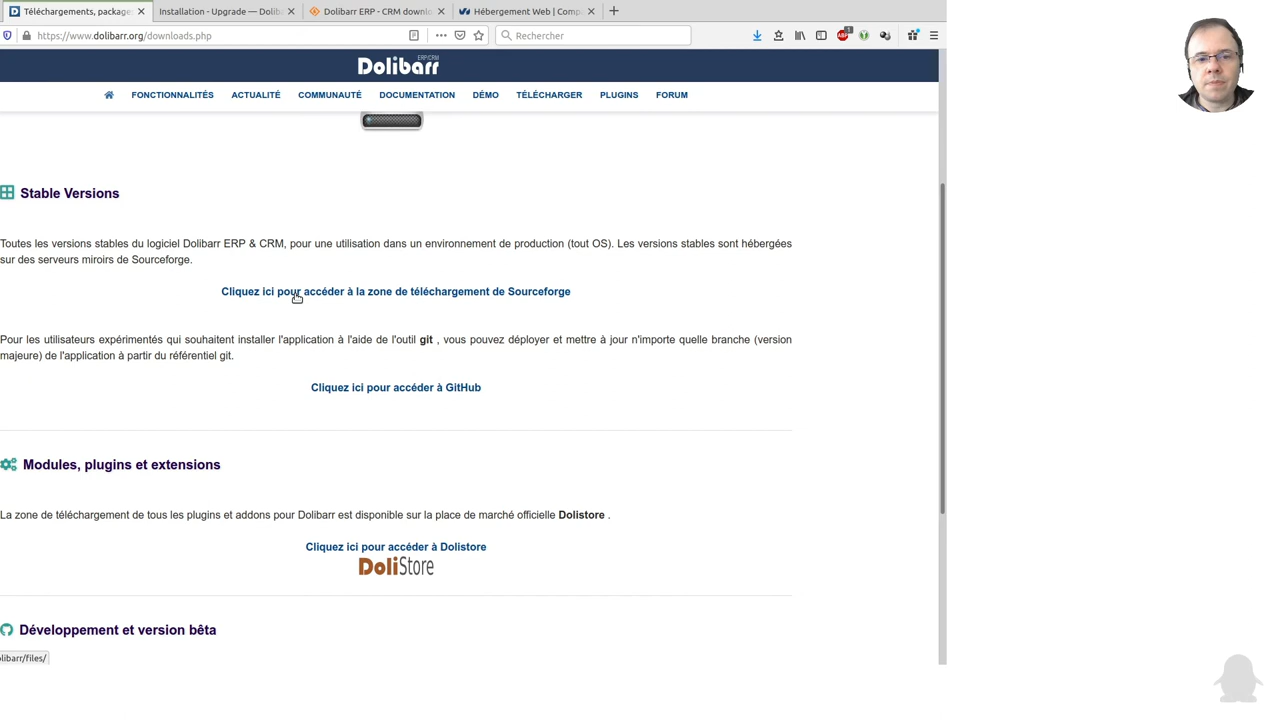 Téléchargements, package
Installation - Upgrade — Doliba
Dolibarr ERP - CRM downlo
Hébergement Web | Comp
https://www.dolibarr.org/downloads.php
Rechercher
1
Dolibarr ERP/CRM
FONCTIONNALITÉS
ACTUALITÉ
COMMUNAUTÉ
DOCUMENTATION
DÉMO
TÉLÉCHARGER
PLUGINS
FORUM
Stable Versions
Toutes les versions stables du logiciel Dolibarr ERP & CRM, pour une utilisation dans un environnement de production (tout OS). Les versions stables sont hébergées
sur des serveurs miroirs de Sourceforge.
Cliquez ici pour accéder à la zone de téléchargement de Sourceforge
Pour les utilisateurs expérimentés qui souhaitent installer l'application à l'aide de l'outil git , vous pouvez déployer et mettre à jour n'importe quelle branche (version
majeure) de l'application à partir du référentiel git.
Cliquez ici pour accéder à GitHub
Modules, plugins et extensions
La zone de téléchargement de tous les plugins et addons pour Dolibarr est disponible sur la place de marché officielle Dolistore .
Cliquez ici pour accéder à Dolistore
DoliStore
Développement et version bêta
olibarr/files/